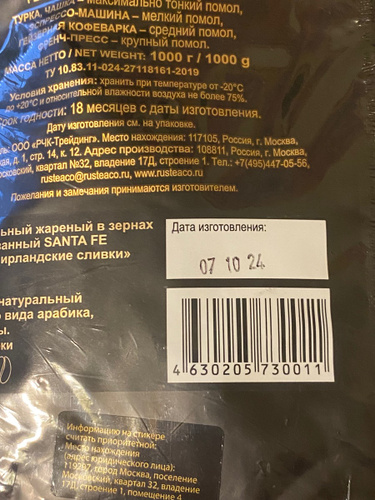 – максимально тонкий помол,
ТУРКА, ЧАШКА – мелкий помол,
ЭСПРЕССО-МАШИНА – мелкий помол,
ГЕЙЗЕРНАЯ КОФЕВАРКА – средний помол,
ФРЕНЧ-ПРЕСС – крупный помол.
МАССА НЕТТО / NET WEIGHT: 1000 г / 1000 g
ТУ 10.83.11-024-27118161-2019
Условия хранения: хранить при температуре от -20°C
до +20°C и относительной влажности воздуха не более 75%.
Срок годности: 18 месяцев с даты изготовления.
Дату изготовления см. на упаковке.
ООО «РЧК-Трейдинг». Место нахождения: 117105, Россия, г. Москва,
д. 1, стр. 14, к. 12. Адрес производства: 108811, Россия, г. Москва,
квартал №32, владение 17Д, строение 1. Тел.: +7(495)447-05-56,
rusteaco@rusteaco.ru, www.rusteaco.ru
Пожелания и замечания принимаются изготовителем.
жареный в зернах
SANTA FE
ирландские сливки»
Дата изготовления:
07 10 24
натуральный
вида арабика,
4 630205 730011
Информацию на стикере
считать приоритетной:
Место нахождения
(адрес юридического лица):
119297, город Москва, поселение
Московский, квартал 32, владение
17Д, строение 1, помещение 4